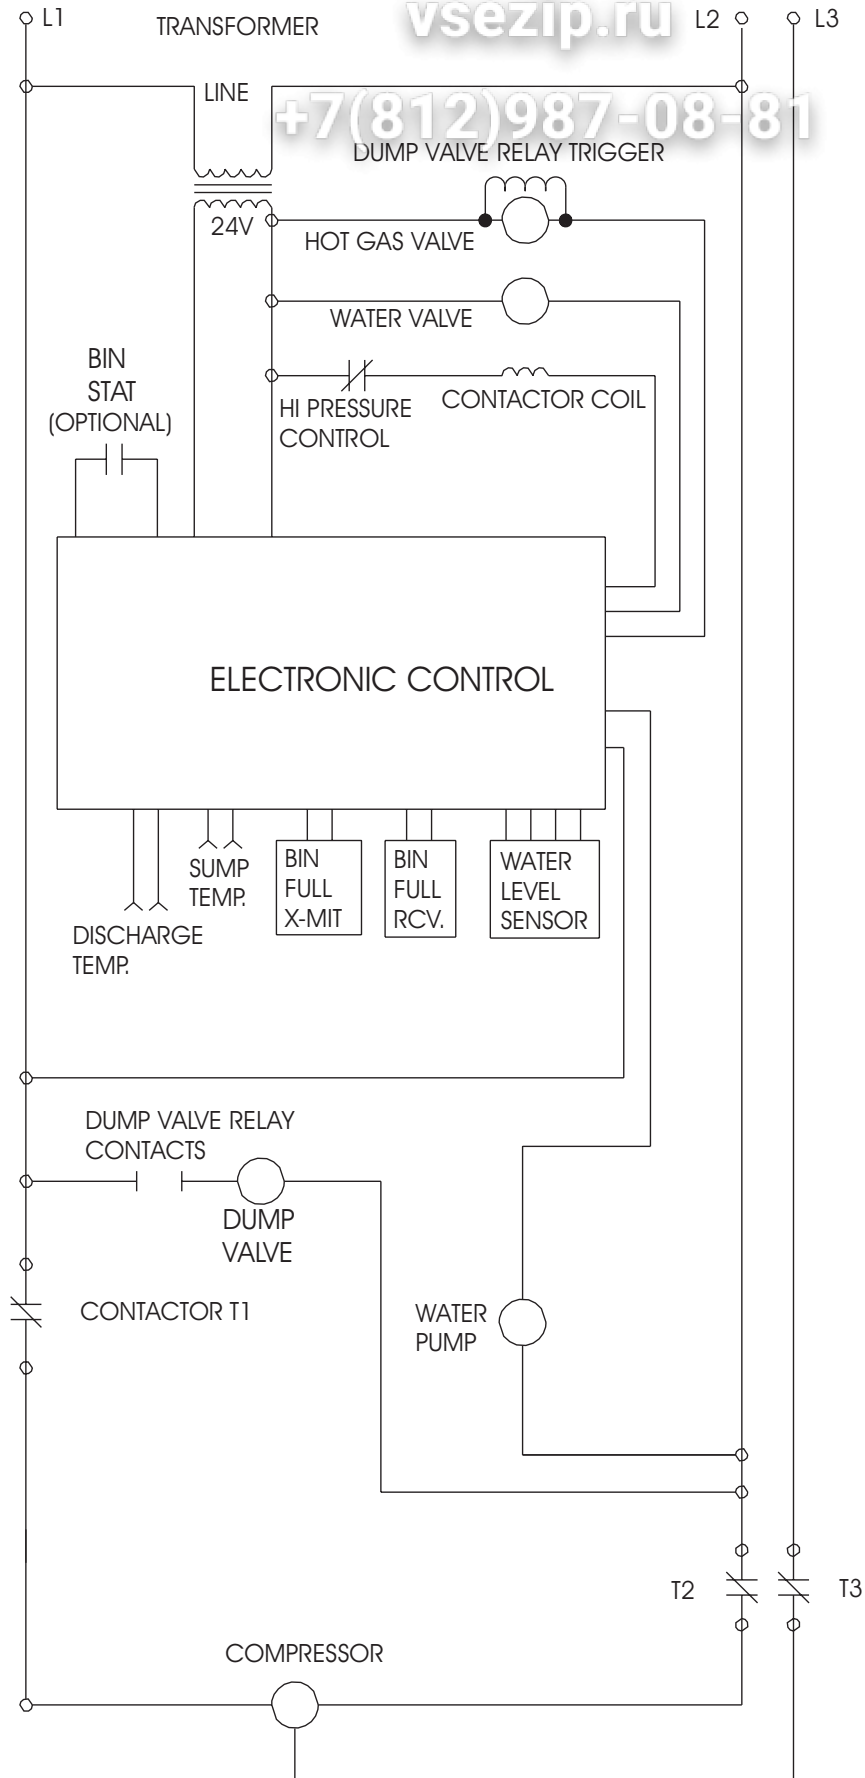 vsezip.ru
L1
TRANSFORMER
L2
L3
LINE
+7(812)987-08-81
DUMP VALVE RELAY TRIGGER
24V
HOT GAS VALVE
WATER VALVE
BIN
STAT
(OPTIONAL)
HI PRESSURE
CONTROL
CONTACTOR COIL
ELECTRONIC CONTROL
SUMP
TEMP.
BIN
FULL
X-MIT
BIN
FULL
RCV.
WATER
LEVEL
SENSOR
DISCHARGE
TEMP.
DUMP VALVE RELAY
CONTACTS
DUMP
VALVE
CONTACTOR T1
WATER
PUMP
T2
T3
COMPRESSOR